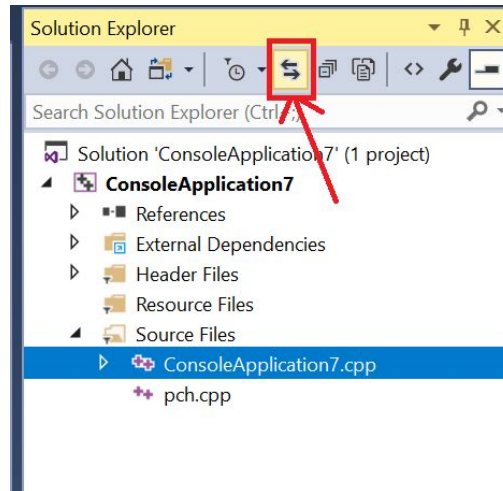 Solution Explorer
Search Solution Explorer (Ctrl+;)
Solution 'ConsoleApplication7' (1 project)
ConsoleApplication7
References
External Dependencies
Header Files
Resource Files
Source Files
ConsoleApplication7.cpp
pch.cpp